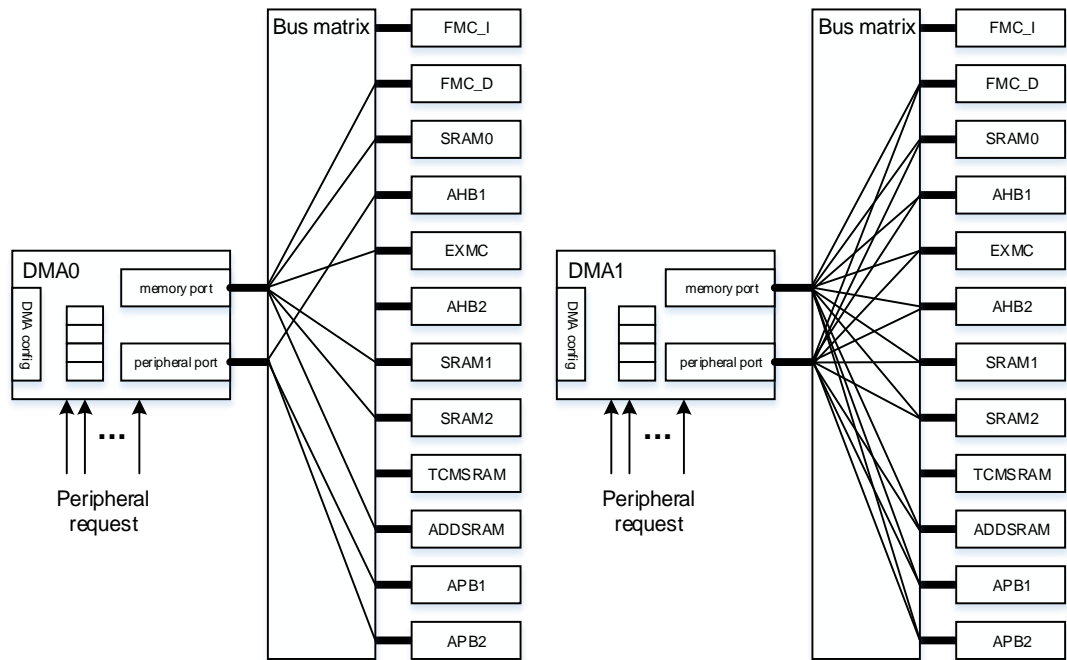 Bus matrix
FMC_I
FMC_D
SRAM0
AHB1
EXMC
AHB2
SRAM1
SRAM2
TCMSRAM
ADDSRAM
APB1
APB2
DMA0
DMA config
memory port
peripheral port
...
Peripheral
request
Bus matrix
FMC_I
FMC_D
SRAM0
AHB1
EXMC
AHB2
SRAM1
SRAM2
TCMSRAM
ADDSRAM
APB1
APB2
DMA1
DMA config
memory port
peripheral port
...
Peripheral
request